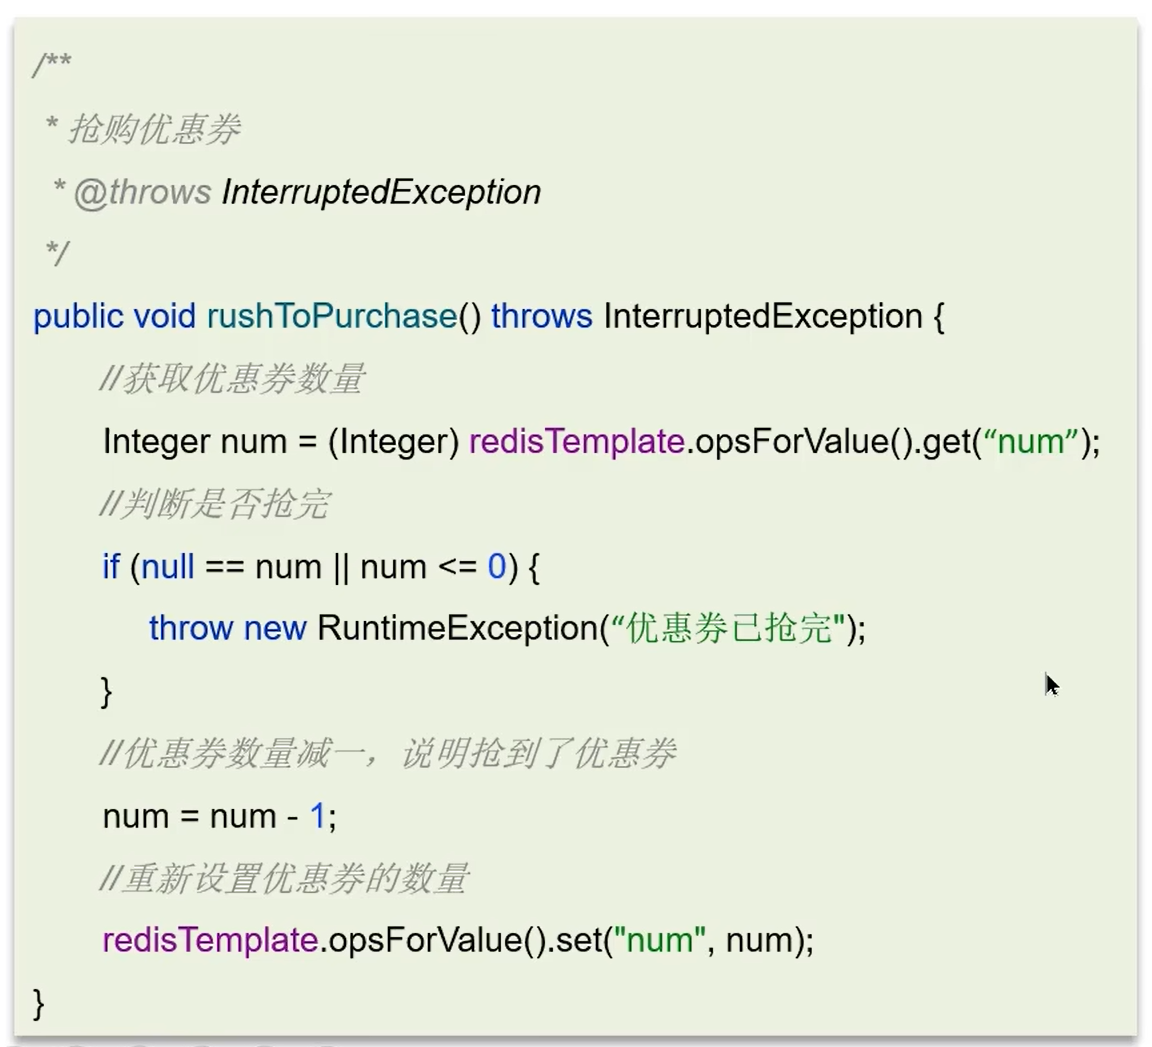 /**
* 抢购优惠券
* @throws InterruptedException
*/
public void rushToPurchase() throws InterruptedException {
//获取优惠券数量
Integer num = (Integer) redisTemplate.opsForValue().get(“num”);
//判断是否抢完
if (null == num || num <= 0) {
throw new RuntimeException(“优惠券已抢完");
}
//优惠券数量减一，说明抢到了优惠券
num = num - 1;
//重新设置优惠券的数量
redisTemplate.opsForValue().set("num", num);
}